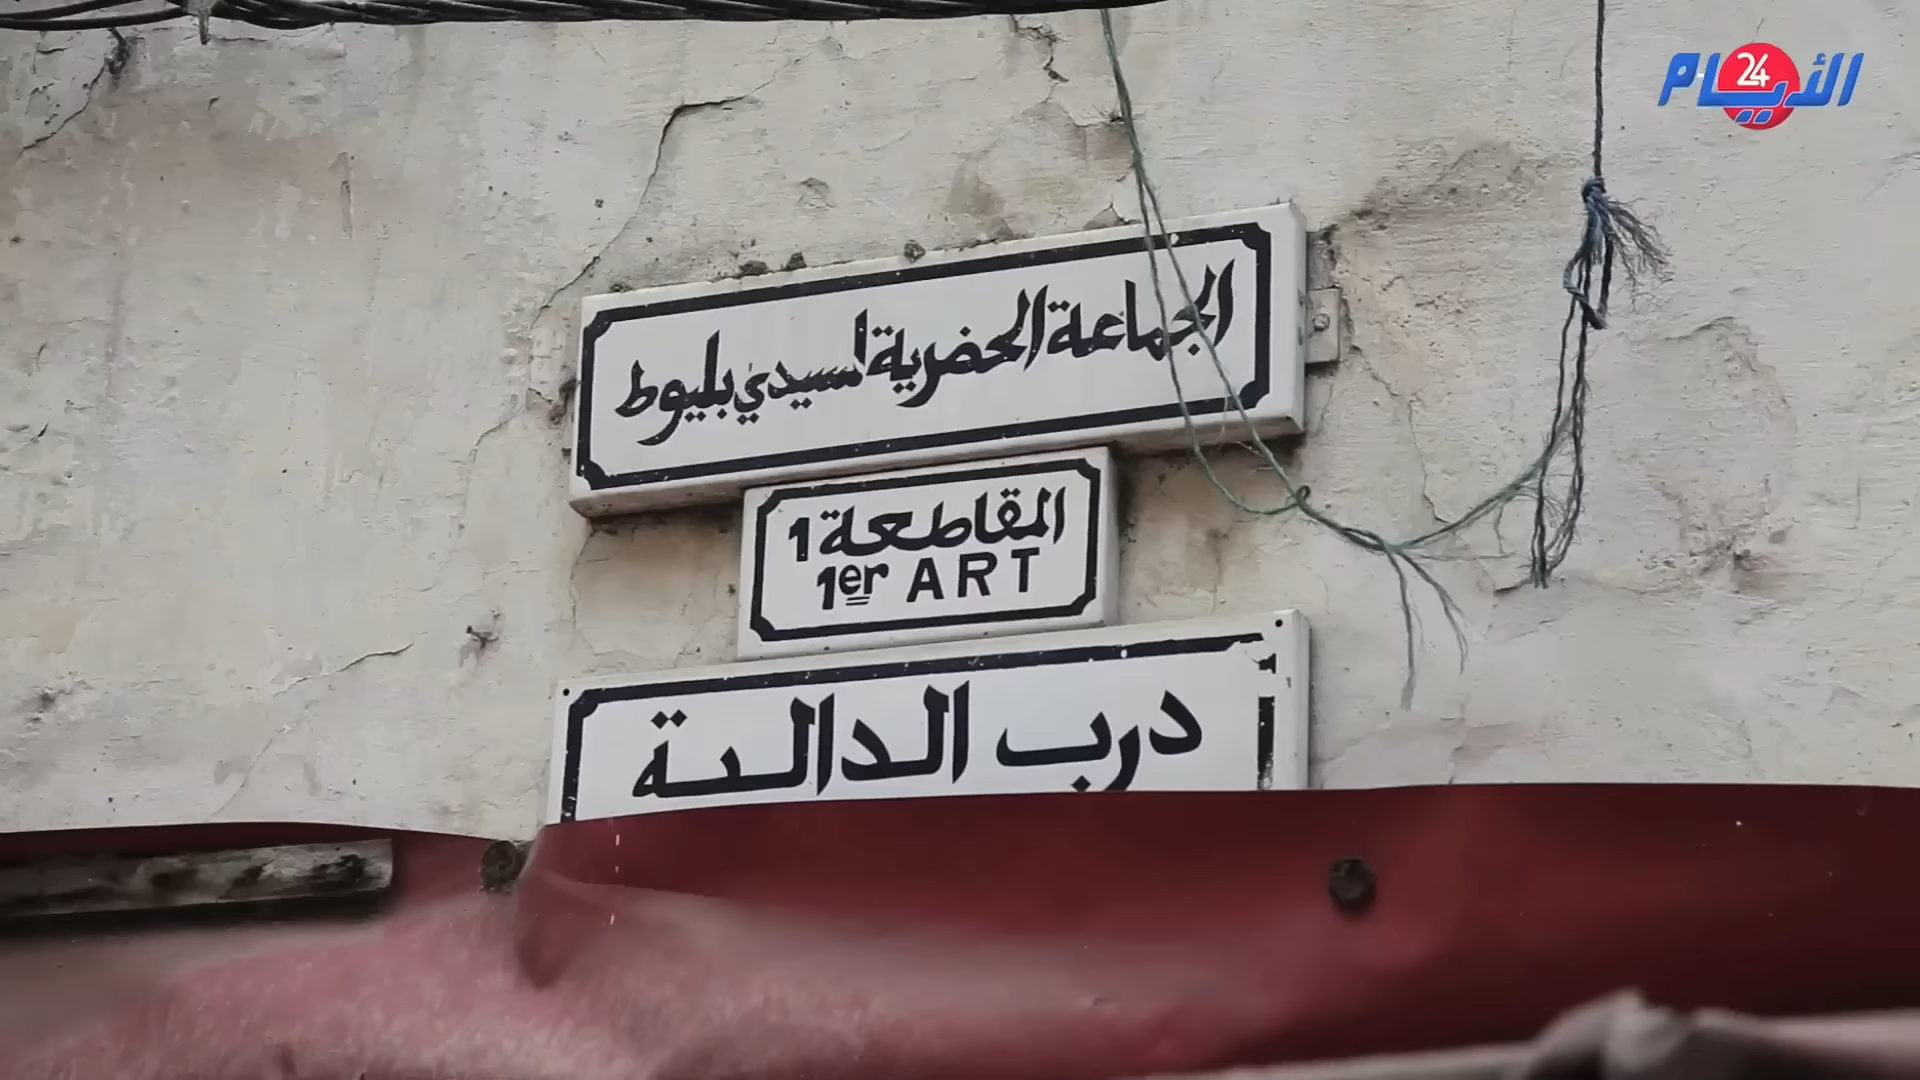 الأيام 24
الجماعة الحضرية لسيدي بليوط
المقاطعة 1
1er ART
درب الدالية